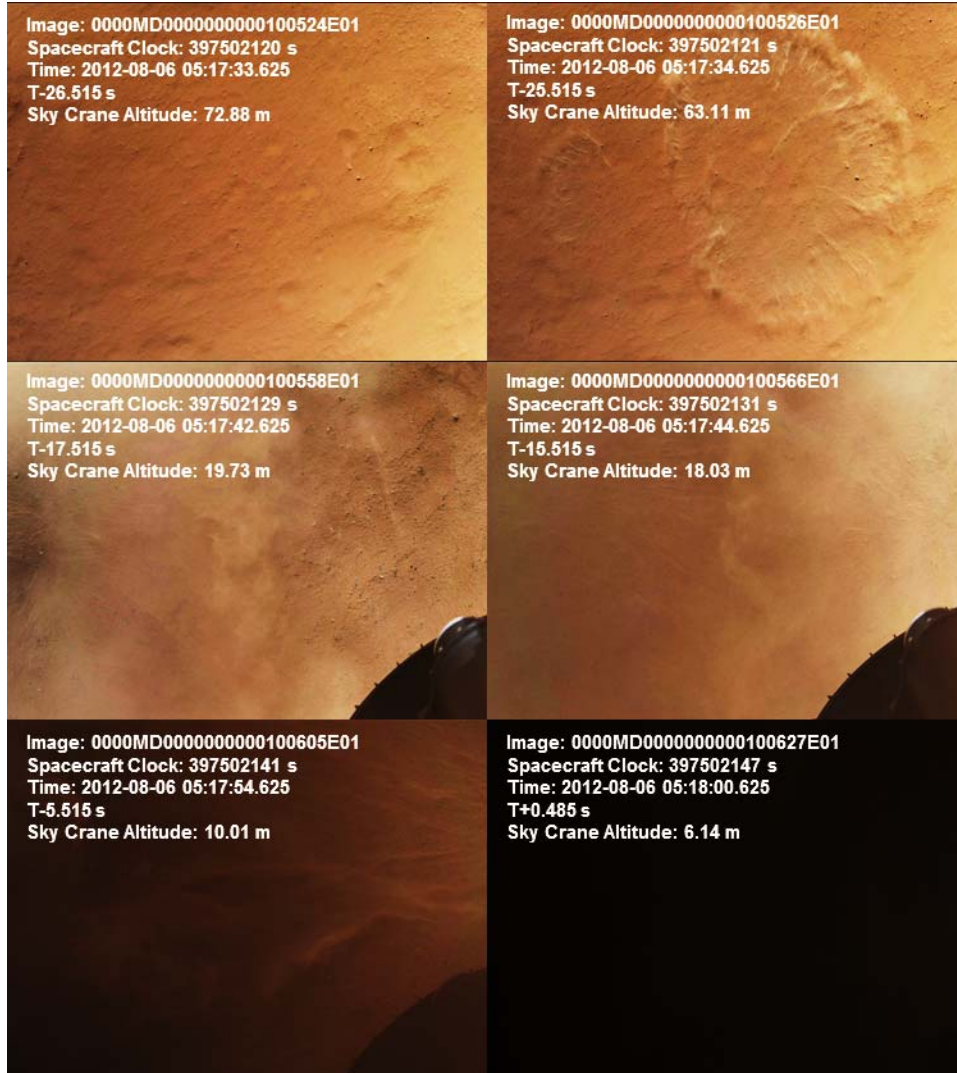 Image: 0000MD0000000000100524E01
Spacecraft Clock: 397502120 s
Time: 2012-08-06 05:17:33.625
T-26.515 s
Sky Crane Altitude: 72.88 m
Image: 0000MD0000000000100526E01
Spacecraft Clock: 397502121 s
Time: 2012-08-06 05:17:34.625
T-25.515 s
Sky Crane Altitude: 63.11 m
Image: 0000MD0000000000100558E01
Spacecraft Clock: 397502129 s
Time: 2012-08-06 05:17:42.625
T-17.515 s
Sky Crane Altitude: 19.73 m
Image: 0000MD0000000000100566E01
Spacecraft Clock: 397502131 s
Time: 2012-08-06 05:17:44.625
T-15.515 s
Sky Crane Altitude: 18.03 m
Image: 0000MD0000000000100605E01
Spacecraft Clock: 397502141 s
Time: 2012-08-06 05:17:54.625
T-5.515 s
Sky Crane Altitude: 10.01 m
Image: 0000MD0000000000100627E01
Spacecraft Clock: 397502147 s
Time: 2012-08-06 05:18:00.625
T+0.485 s
Sky Crane Altitude: 6.14 m